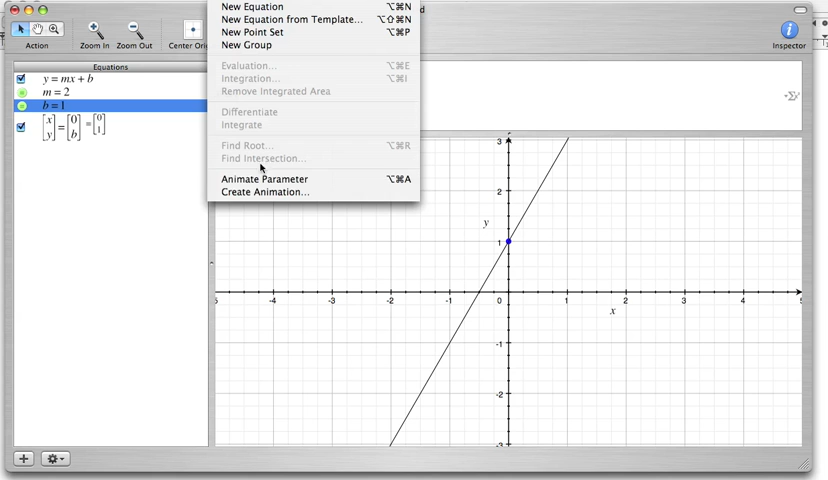 New Equation ⌥⌘N
New Equation from Template... ⌥⇧⌘N
New Point Set ⌥⌘P
New Group
Evaluation... ⌥⌘E
Integration... ⌥⌘I
Remove Integrated Area
Differentiate
Integrate
Find Root... ⌥⌘R
Find Intersection...
Animate Parameter ⌥⌘A
Create Animation...
Action
Zoom In
Zoom Out
Center Ori
Inspector
Equations
y = mx + b
m = 2
b = 1
[x y] = [0 b] = [0 1]
3
2
y
1
-4 -3 -2 -1 0 1 2 3 4
x
-1
-2
-3